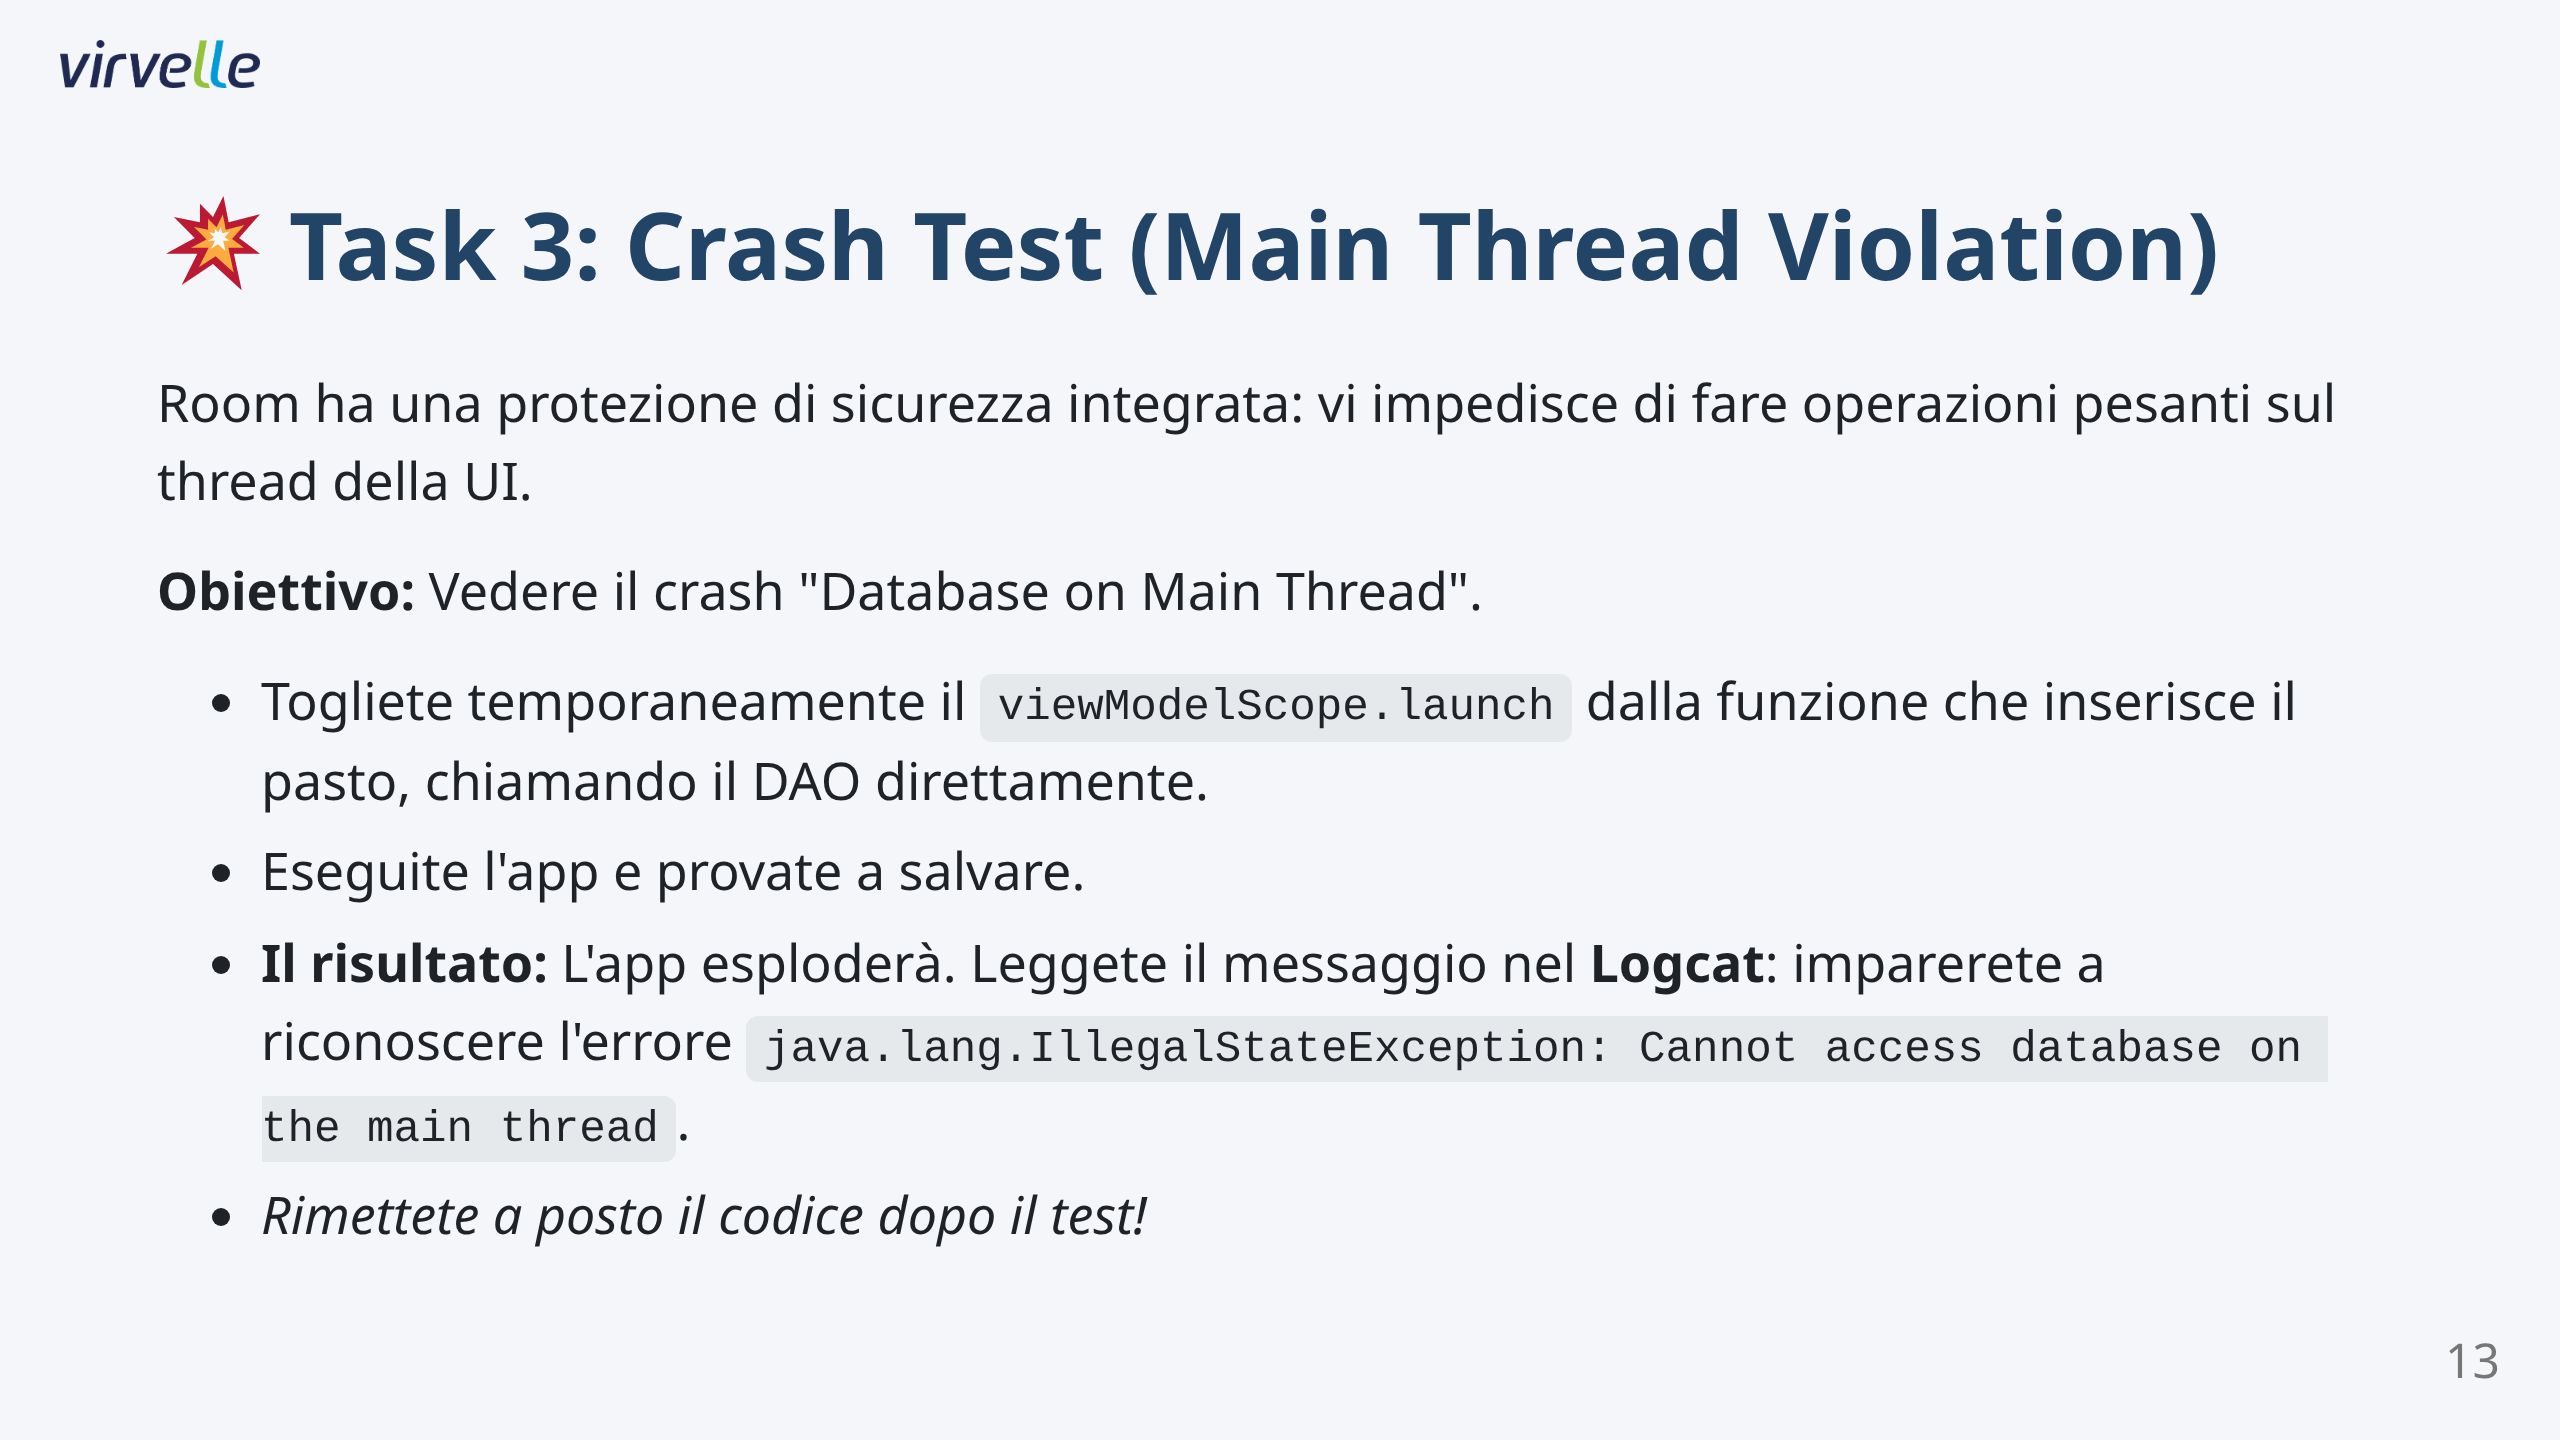 virvelle
💥 Task 3: Crash Test (Main Thread Violation)
Room ha una protezione di sicurezza integrata: vi impedisce di fare operazioni pesanti sul
thread della UI.
Obiettivo: Vedere il crash "Database on Main Thread".
• Togliete temporaneamente il viewModelScope.launch dalla funzione che inserisce il
pasto, chiamando il DAO direttamente.
• Eseguite l'app e provate a salvare.
• Il risultato: L'app esploderà. Leggete il messaggio nel Logcat: imparerete a
riconoscere l'errore java.lang.IllegalStateException: Cannot access database on
the main thread.
• Rimettete a posto il codice dopo il test!
13